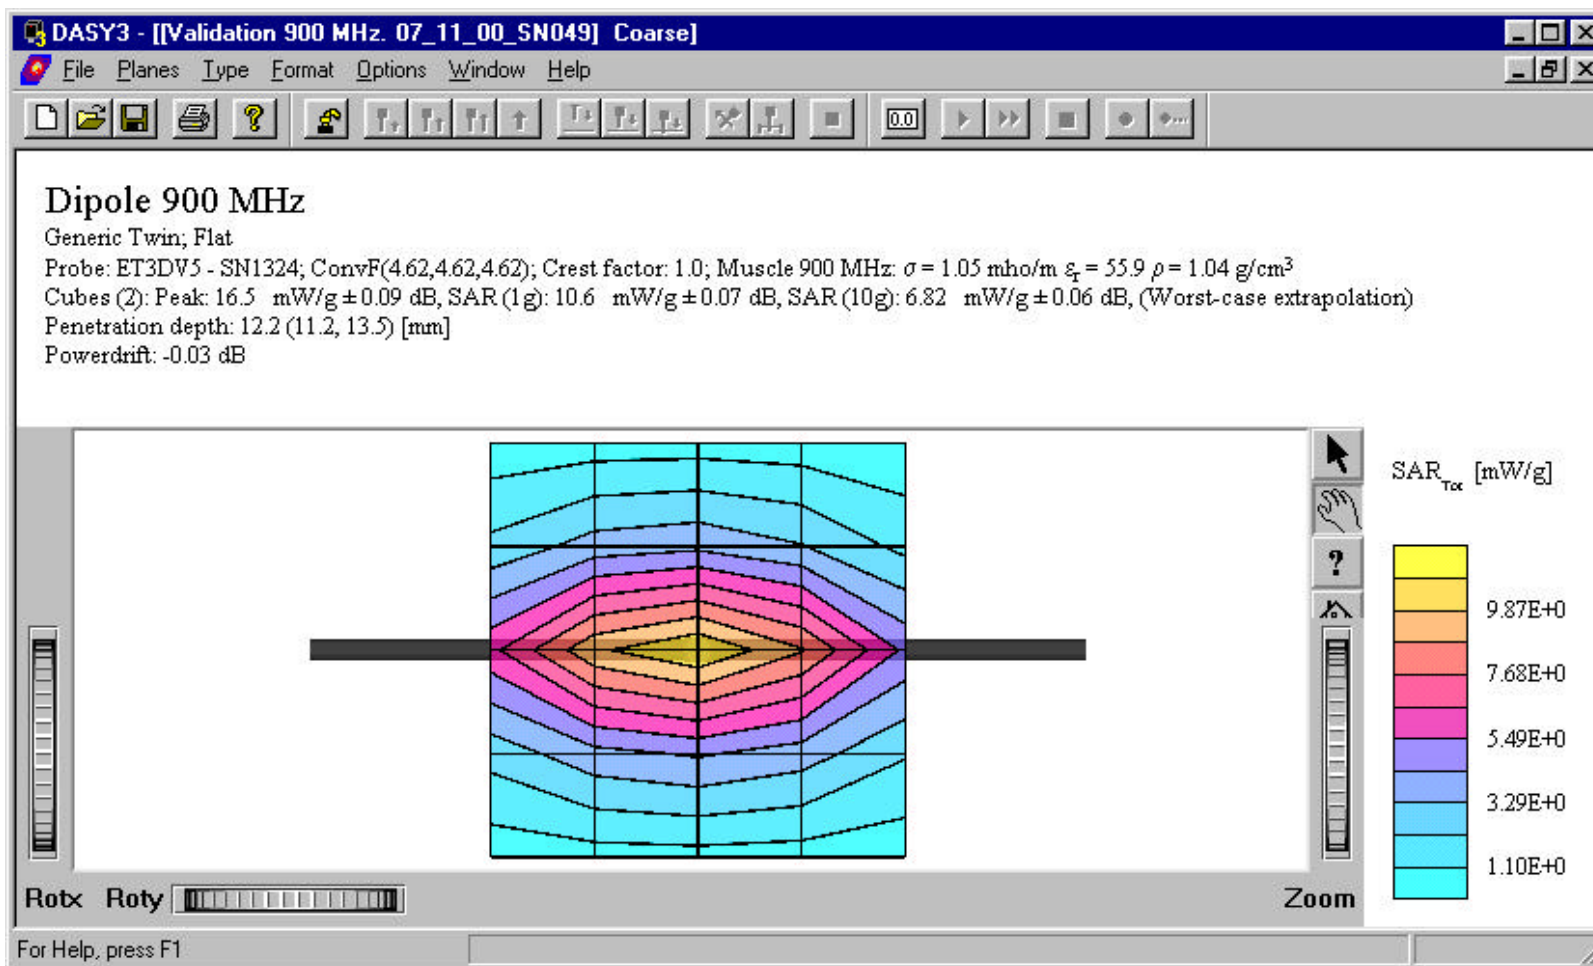 DASY3 - [[Validation 900 MHz. 07_11_00_SN049] Coarse]
File Planes Type Format Options Window Help
0.0
Dipole 900 MHz
Generic Twin; Flat
Probe: ET3DV5 - SN1324; ConvF(4.62,4.62,4.62); Crest factor: 1.0; Muscle 900 MHz: σ = 1.05 mho/m εr = 55.9 ρ = 1.04 g/cm³
Cubes (2): Peak: 16.5 mW/g ± 0.09 dB, SAR (1g): 10.6 mW/g ± 0.07 dB, SAR (10g): 6.82 mW/g ± 0.06 dB, (Worst-case extrapolation)
Penetration depth: 12.2 (11.2, 13.5) [mm]
Powerdrift: -0.03 dB
SAR Tot [mW/g]
9.87E+0
7.68E+0
5.49E+0
3.29E+0
1.10E+0
Rotx Roty
Zoom
For Help, press F1